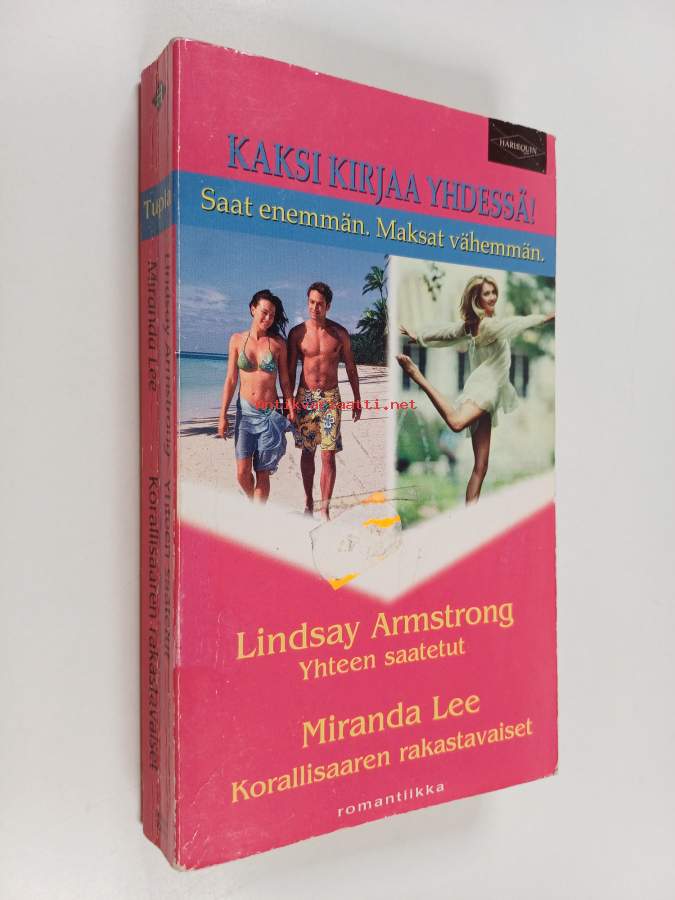 HARLEQUIN
KAKSI KIRJAA YHDESSÄ!
Saat enemmän. Maksat vähemmän.
Antikvariaatti.net
Lindsay Armstrong
Yhteen saatetut
Miranda Lee
Korallisaaren rakastavaiset
romantiikka
Tupla
Lindsay Armstrong Yhteen saatetut
Miranda Lee Korallisaaren rakastavaiset